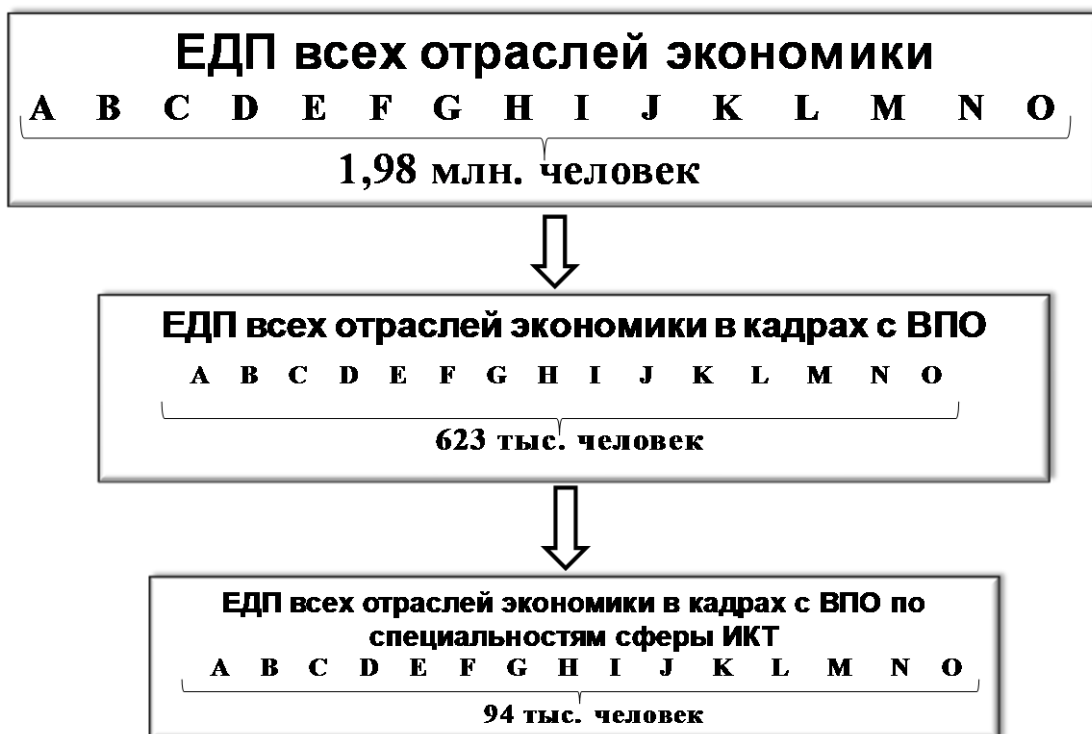 ЕДП всех отраслей экономики
A B C D E F G H I J K L M N O
1,98 млн. человек
ЕДП всех отраслей экономики в кадрах с ВПО
A B C D E F G H I J K L M N O
623 тыс. человек
ЕДП всех отраслей экономики в кадрах с ВПО по
специальностям сферы ИКТ
A B C D E F G H I J K L M N O
94 тыс. человек